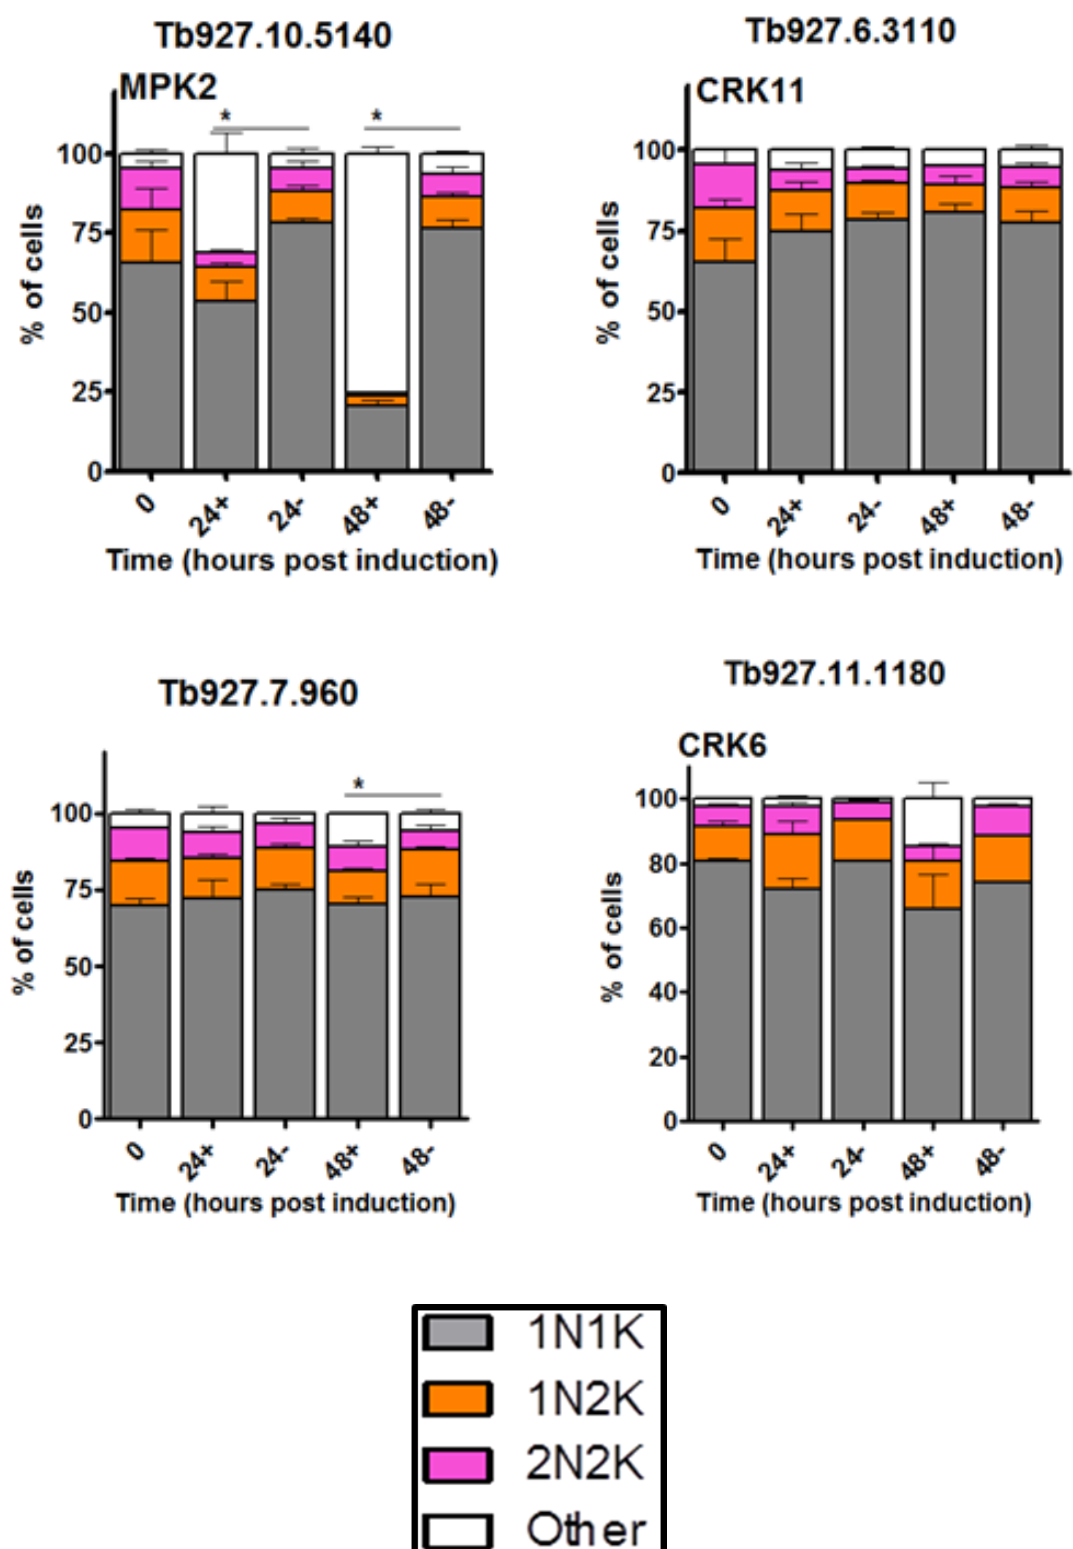 Tb927.10.5140
MPK2
* *
100
75
50
25
0
% of cells
0 24+ 24- 48+ 48-
Time (hours post induction)
Tb927.6.3110
CRK11
100
75
50
25
0
% of cells
0 24+ 24- 48+ 48-
Time (hours post induction)
Tb927.7.960
*
100
75
50
25
0
% of cells
0 24+ 24- 48+ 48-
Time (hours post induction)
Tb927.11.1180
CRK6
100
80
60
40
20
0
% of cells
0 24+ 24- 48+ 48-
Time (hours post induction)
1N1K
1N2K
2N2K
Other